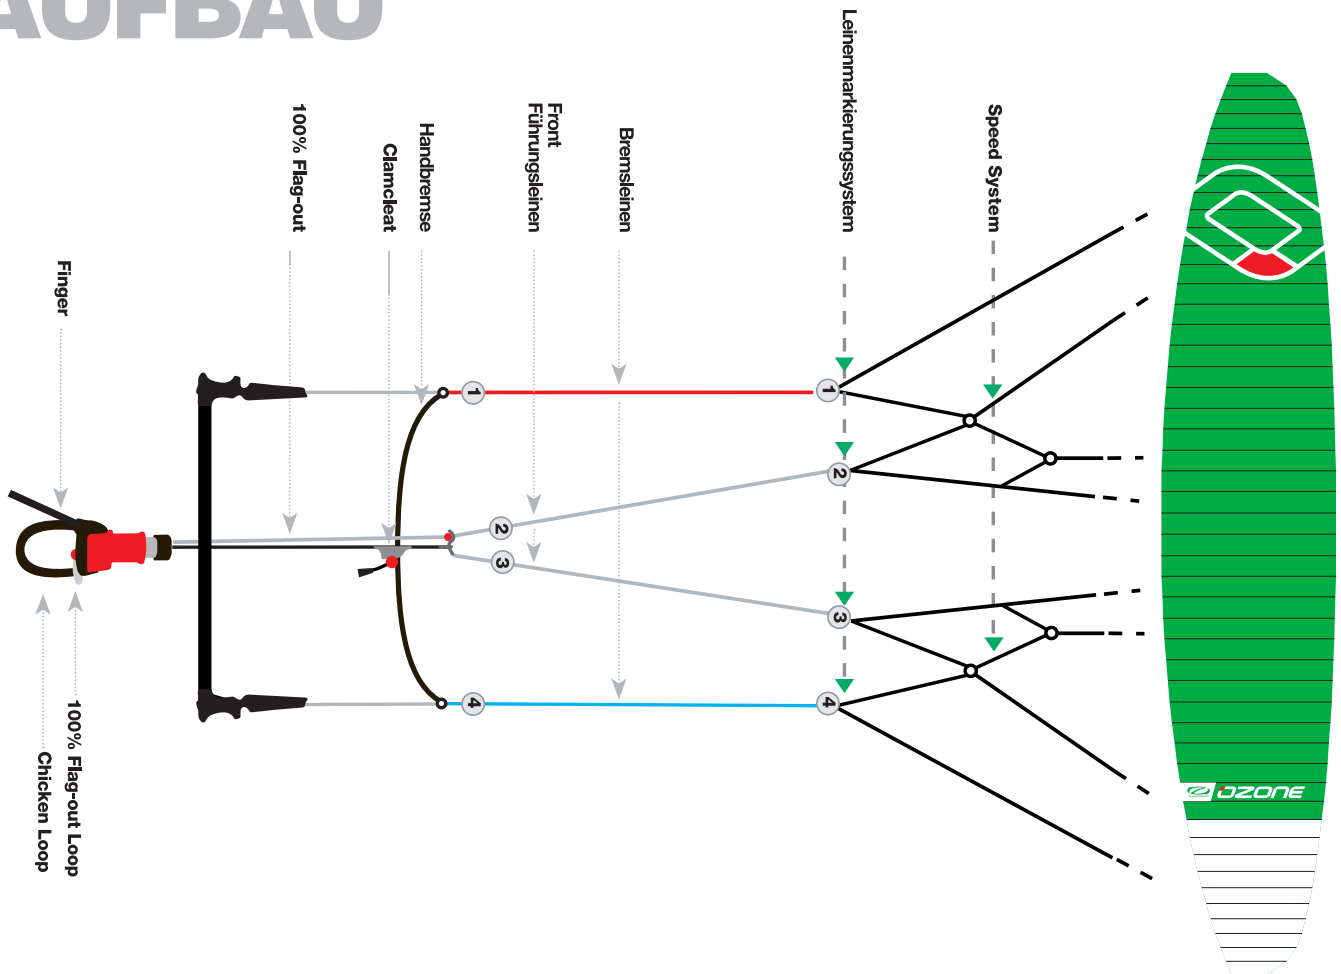 AUFBAU
Leinenmarkierungssystem
Speed System
Bremsleinen
Front
Führungsleinen
Handbremse
Clamcleat
100% Flag-out
Finger
1
1
2
2
3
3
4
4
OZONE
100% Flag-out Loop
Chicken Loop